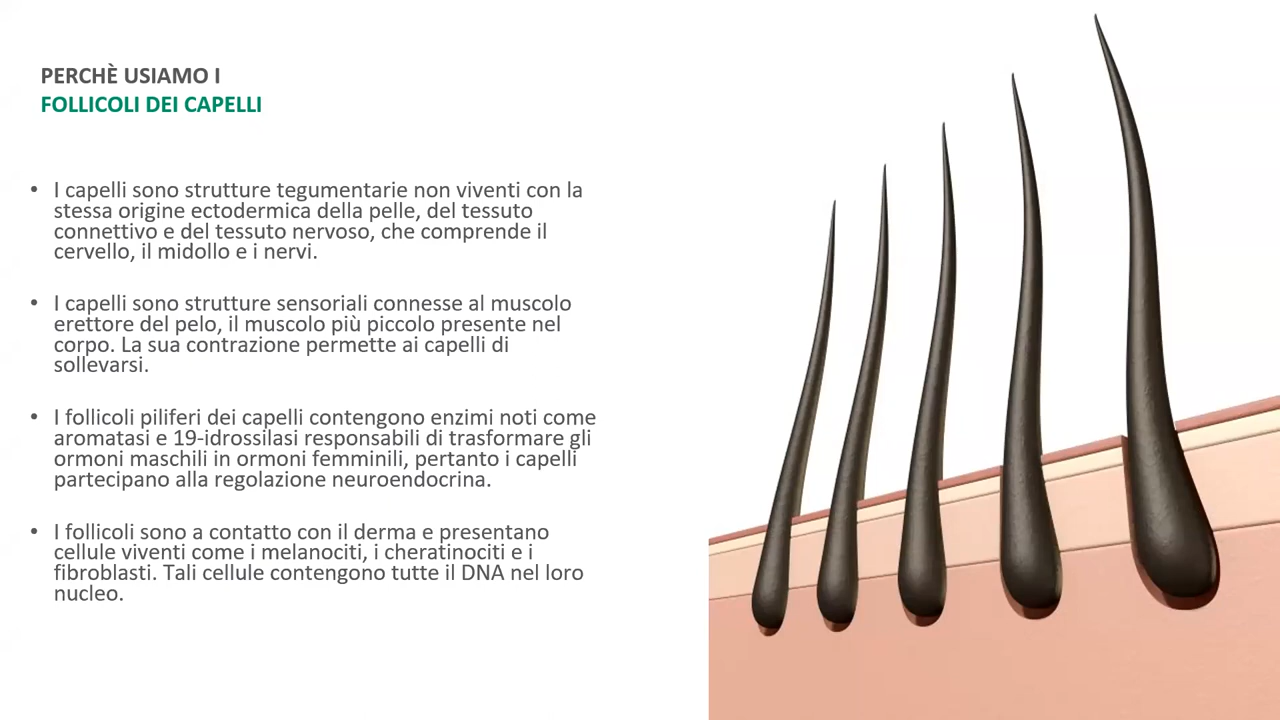 PERCHÈ USIAMO I
FOLLICOLI DEI CAPELLI
• I capelli sono strutture tegumentarie non viventi con la
stessa origine ectodermica della pelle, del tessuto
connettivo e del tessuto nervoso, che comprende il
cervello, il midollo e i nervi.
• I capelli sono strutture sensoriali connesse al muscolo
erettore del pelo, il muscolo più piccolo presente nel
corpo. La sua contrazione permette ai capelli di
sollevarsi.
• I follicoli piliferi dei capelli contengono enzimi noti come
aromatasi e 19-idrossilasi responsabili di trasformare gli
ormoni maschili in ormoni femminili, pertanto i capelli
partecipano alla regolazione neuroendocrina.
• I follicoli sono a contatto con il derma e presentano
cellule viventi come i melanociti, i cheratinociti e i
fibroblasti. Tali cellule contengono tutte il DNA nel loro
nucleo.